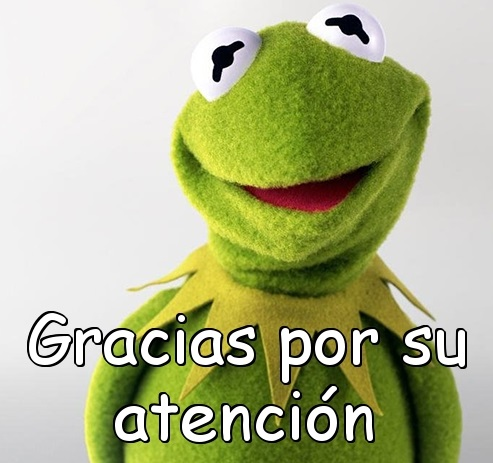 Gracias por su
atención